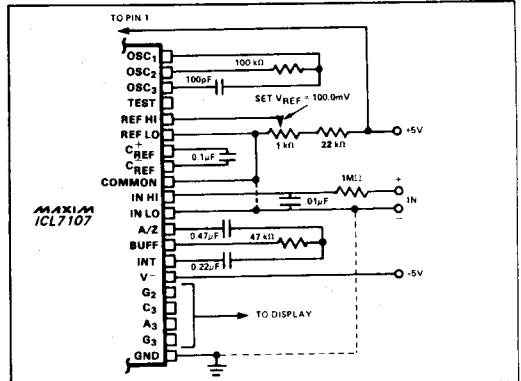 TO PIN 1
OSC1
100 kΩ
OSC2
OSC3
100pF
TEST
SET VREF = 100.0mV
REF HI
REF LO
+5V
1 kΩ
22 kΩ
C+REF
0.1µF
C-REF
COMMON
1MΩ
+
IN HI
.01µF
IN
IN LO
−
MAXIM
ICL7107
A/Z
0.47µF
47 kΩ
BUFF
INT
0.22µF
V−
-5V
G2
C3
TO DISPLAY
A3
G3
GND